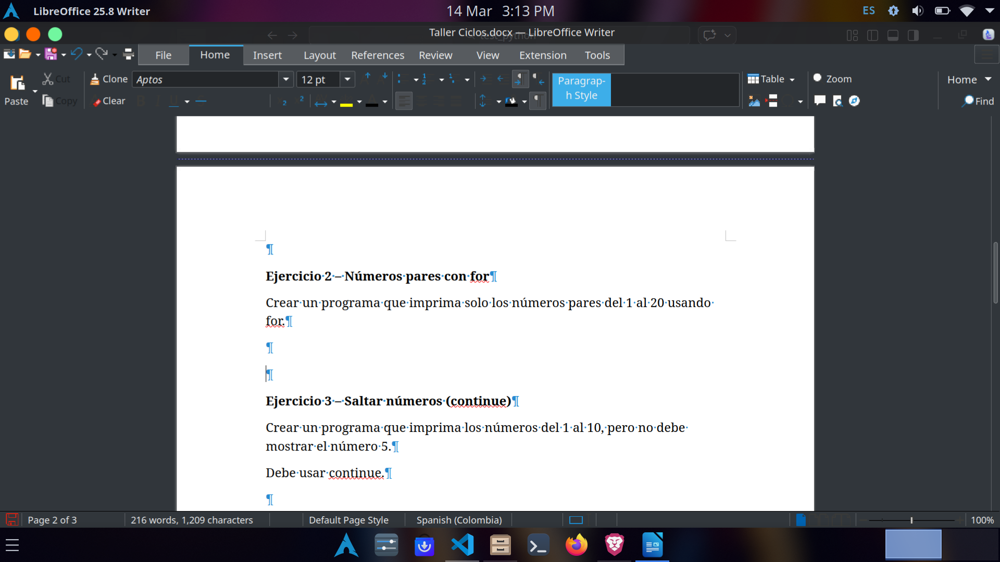 LibreOffice 25.8 Writer
14 Mar 3:13 PM
ES
Taller Ciclos.docx — LibreOffice Writer
File Home Insert Layout References Review View Extension Tools
Paste
Cut
Copy
Clone
Clear
Aptos
12 pt
Paragrap-
h Style
Table
Zoom
Home
Find
Ejercicio 2 – Números pares con for¶
Crear un programa que imprima solo los números pares del 1 al 20 usando
for.¶
Ejercicio 3 – Saltar números (continue)¶
Crear un programa que imprima los números del 1 al 10, pero no debe
mostrar el número 5.¶
Debe usar continue.¶
Page 2 of 3
216 words, 1,209 characters
Default Page Style
Spanish (Colombia)
100%